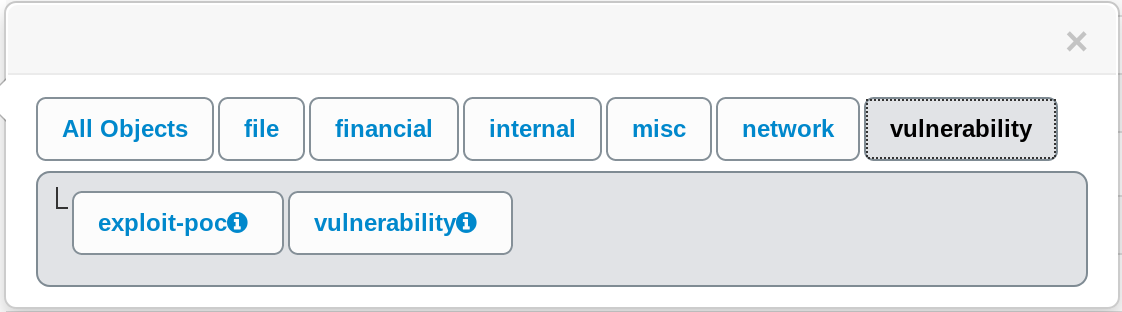 ×
All Objects file financial internal misc network vulnerability
exploit-poc vulnerability